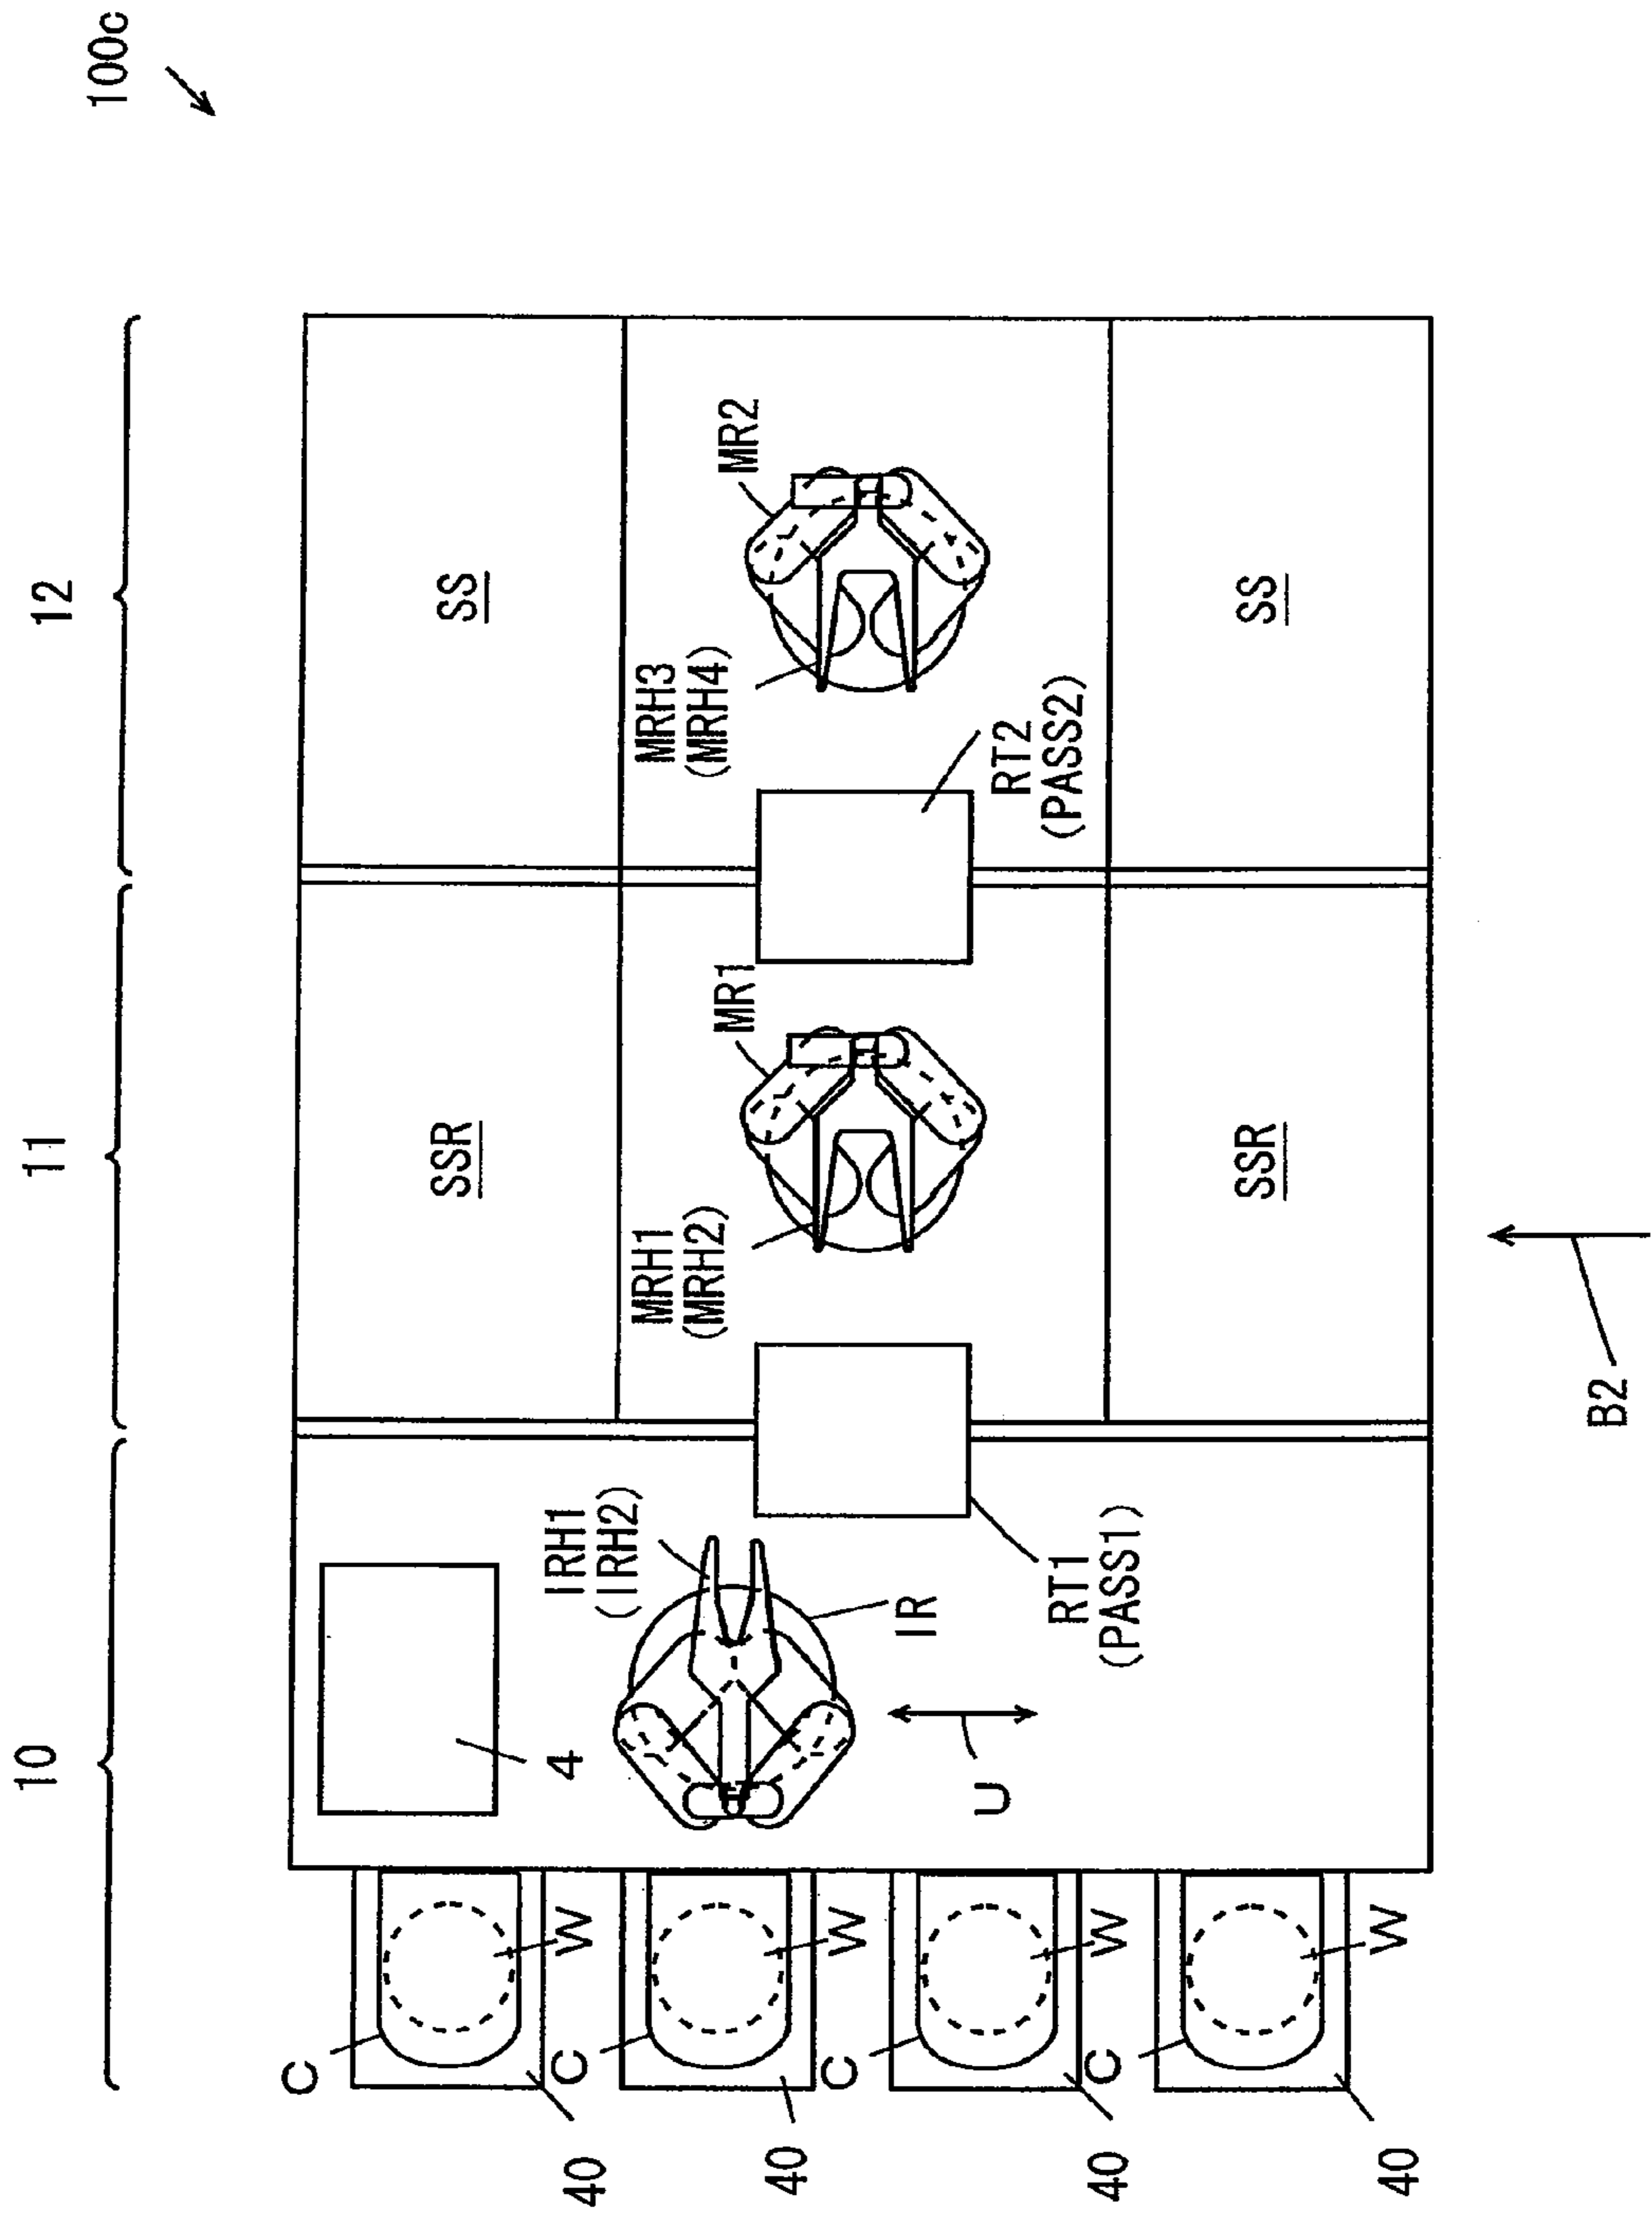 100c
10
11
12
4
SSR
SS
MR1
MR2
MRH1
(MRH2)
MRH3
(MRH4)
IRH1
(IRH2)
IR
U
RT1
(PASS1)
RT2
(PASS2)
SSR
SS
C
W
40
C
W
40
C
W
40
C
W
40
B2